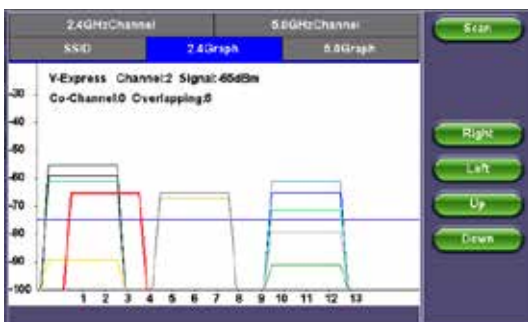 2.4GHzChannel 5.0GHzChannel Scan
SSID 2.4Graph 5.0Graph
V-Express Channel:2 Signal:-65dBm
Co-Channel:0 Overlapping:6
-30
-40
Right
-50
Left
-60
Up
-70
Down
-80
-90
-100
1 2 3 4 5 6 7 8 9 10 11 12 13